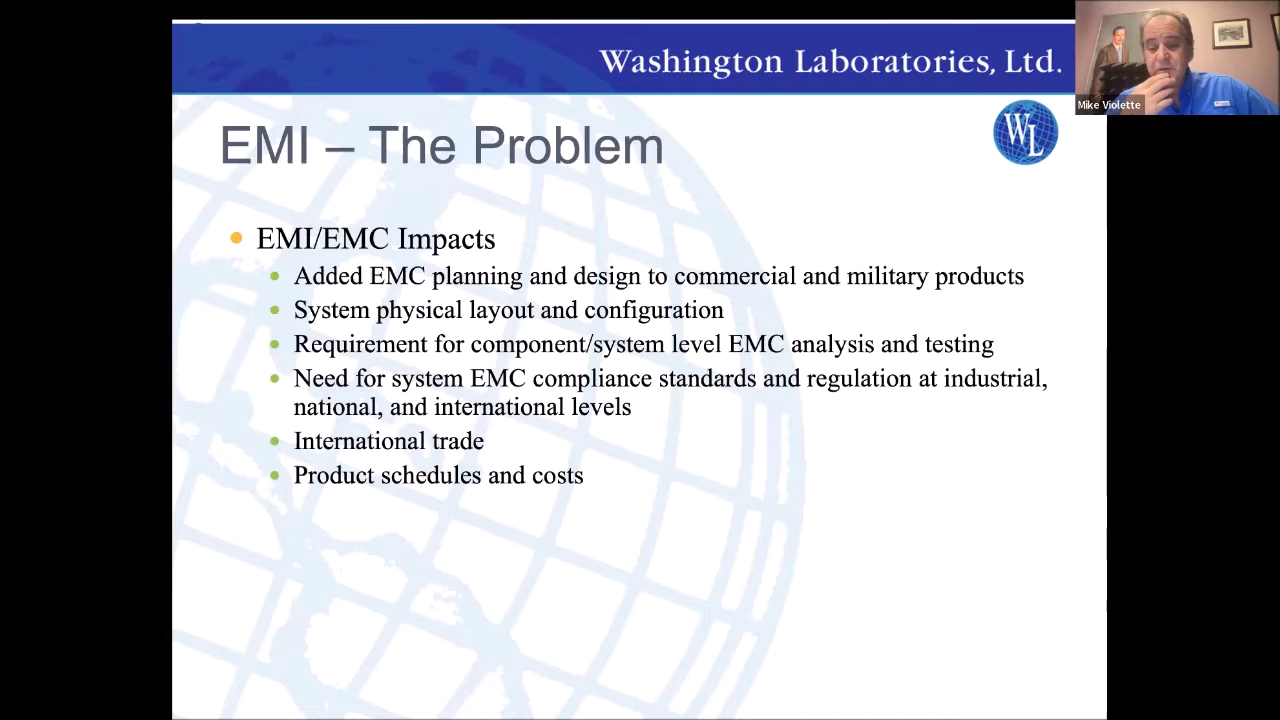 Washington Laboratories, Ltd.
Mike Violette
WL
EMI – The Problem
EMI/EMC Impacts
Added EMC planning and design to commercial and military products
System physical layout and configuration
Requirement for component/system level EMC analysis and testing
Need for system EMC compliance standards and regulation at industrial,
national, and international levels
International trade
Product schedules and costs